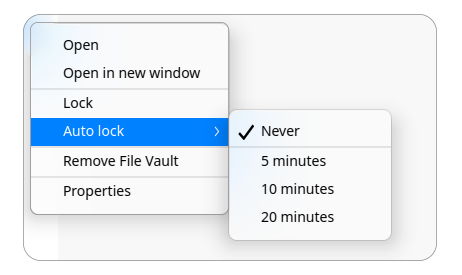 Open
Open in new window
Lock
Auto lock
Remove File Vault
Properties
Never
5 minutes
10 minutes
20 minutes